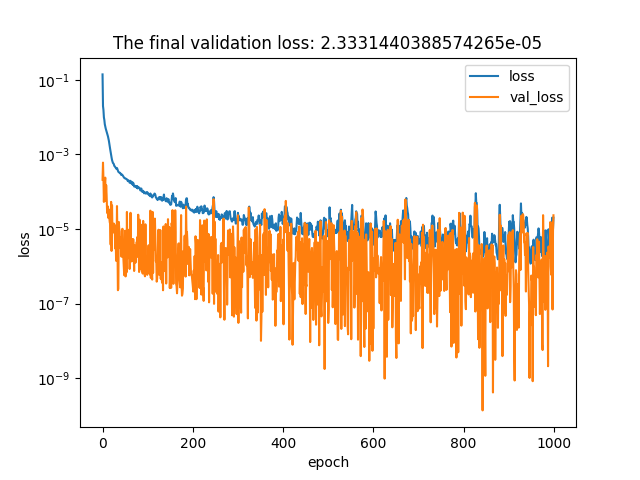 The final validation loss: 2.3331440388574265e-05
loss
val_loss
10⁻¹
10⁻³
10⁻⁵
10⁻⁷
10⁻⁹
loss
0 200 400 600 800 1000
epoch